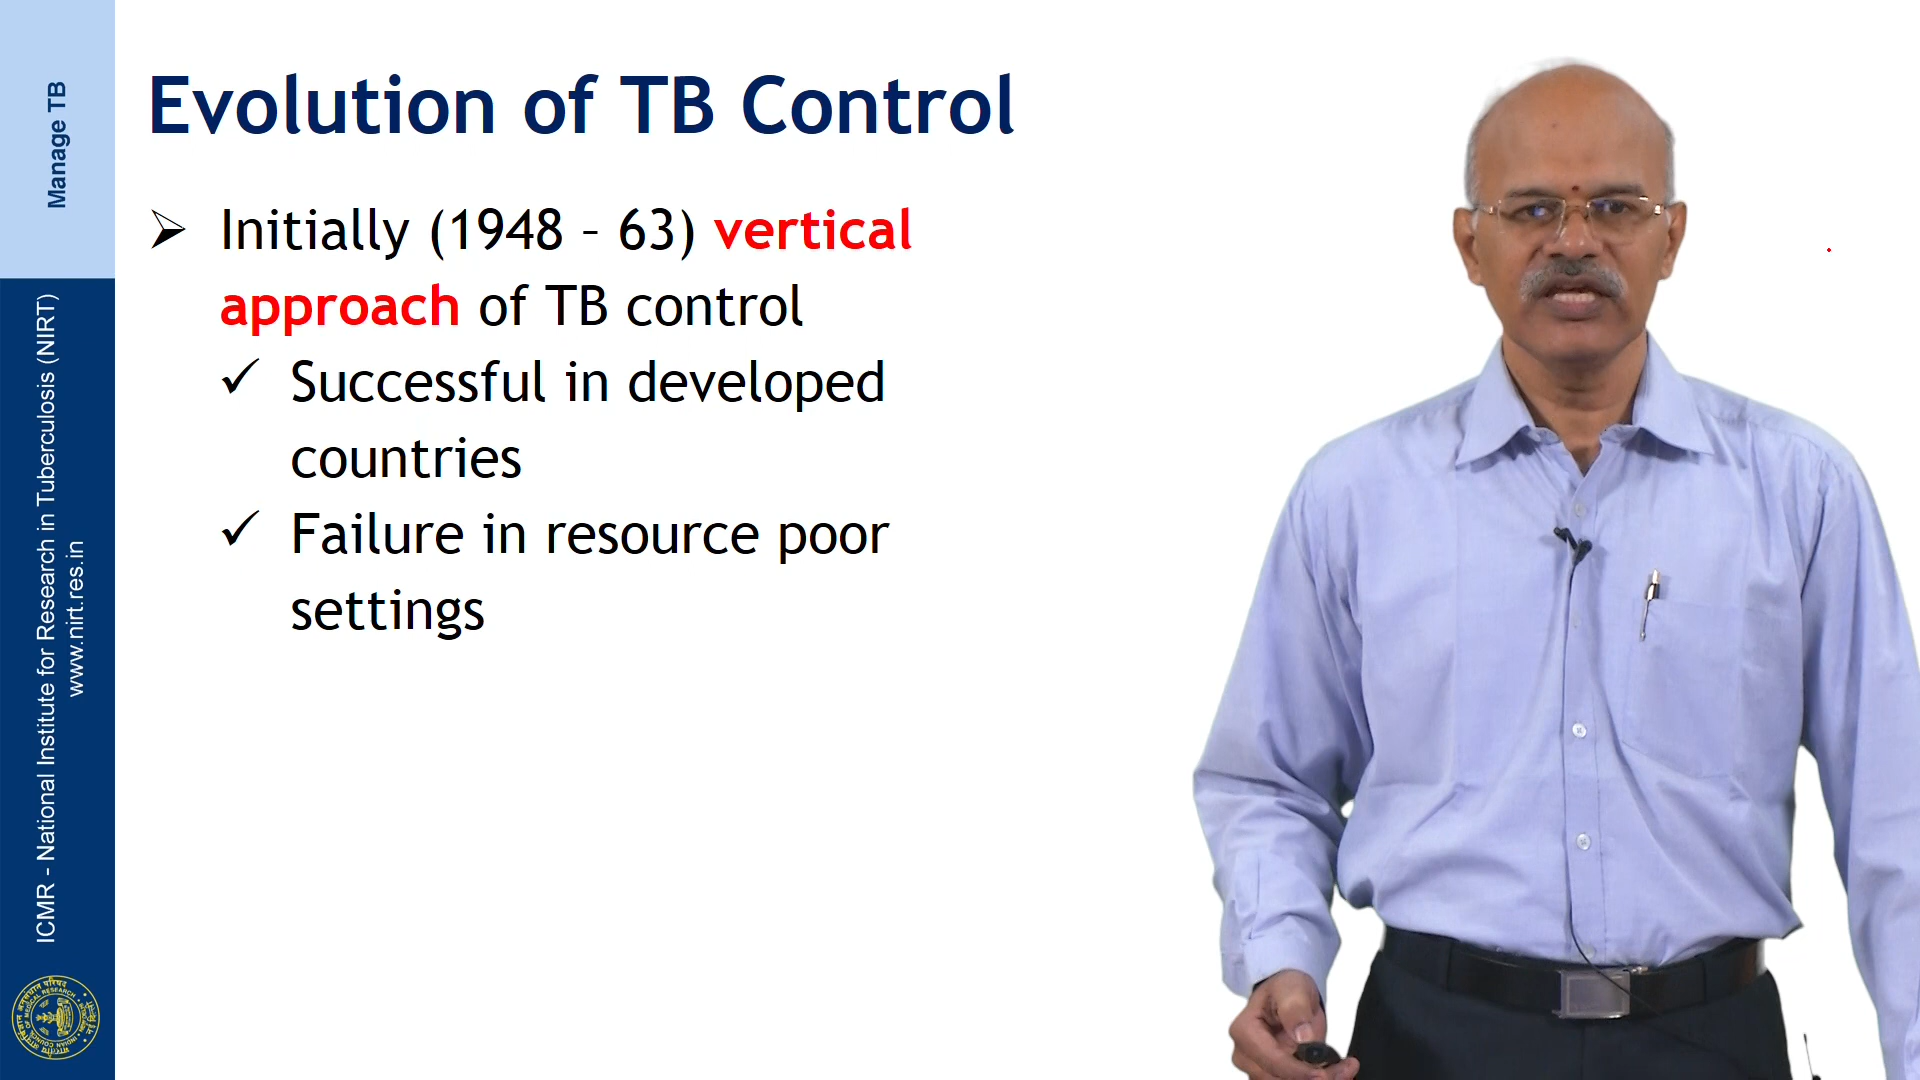 Evolution of TB Control
➢ Initially (1948 – 63) vertical
approach of TB control
✓ Successful in developed
countries
✓ Failure in resource poor
settings
Manage TB
ICMR - National Institute for Research in Tuberculosis (NIRT)
www.nirt.res.in